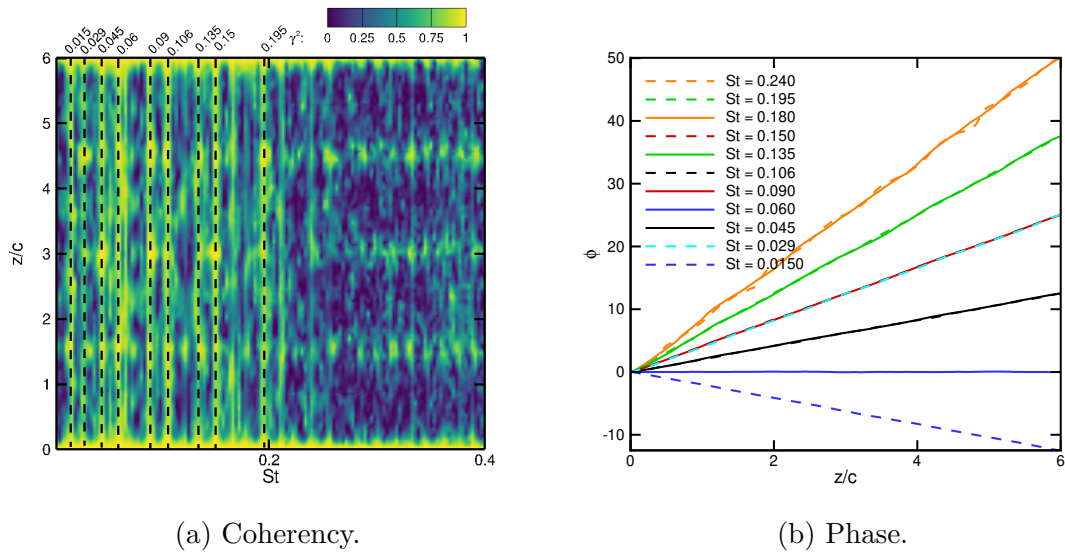 0.015
0.029
0.045
0.06
0.09
0.106
0.135
0.15
0.195
γ²:
0 0.25 0.5 0.75 1
6
5
4
3
2
1
0
z/c
0.2 0.4
St
50
40
30
20
10
0
-10
ϕ
St = 0.240
St = 0.195
St = 0.180
St = 0.150
St = 0.135
St = 0.106
St = 0.090
St = 0.060
St = 0.045
St = 0.029
St = 0.0150
0 2 4 6
z/c
(a) Coherency.
(b) Phase.